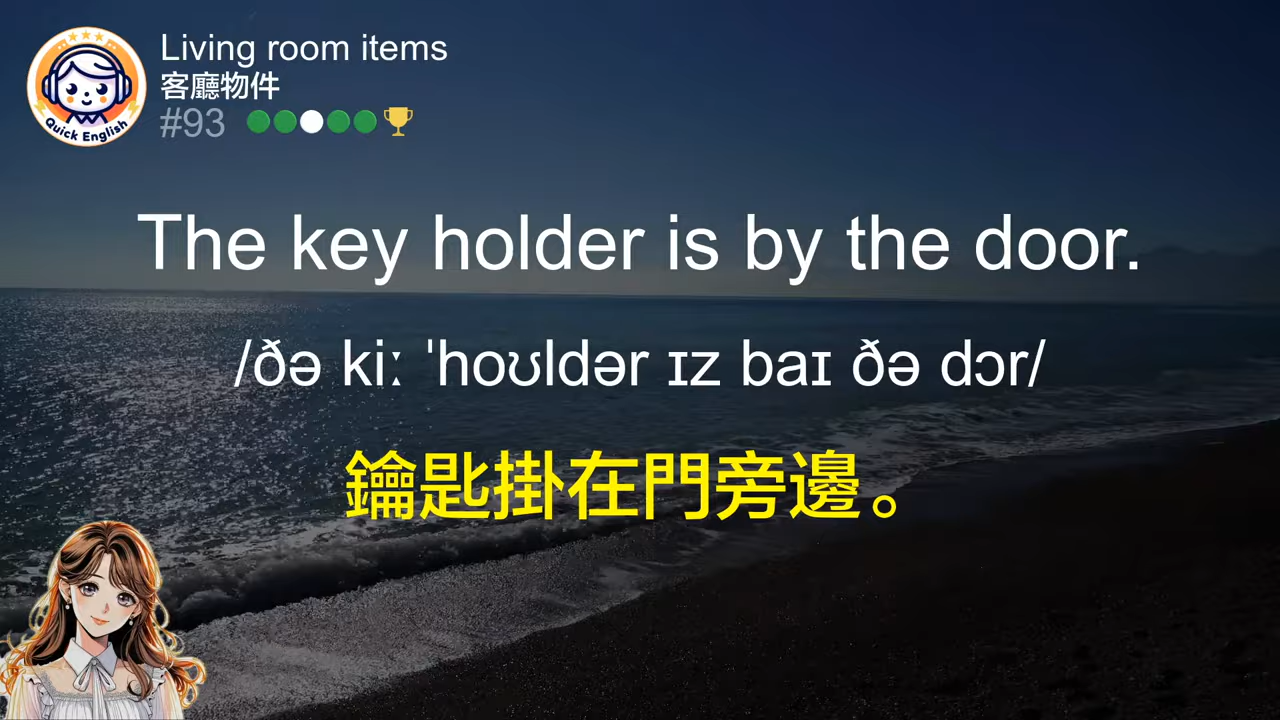 Living room items
客廳物件
#93
Quick English
The key holder is by the door.
/ðə kiː ˈhoʊldər ɪz baɪ ðə dɔr/
鑰匙掛在門旁邊。